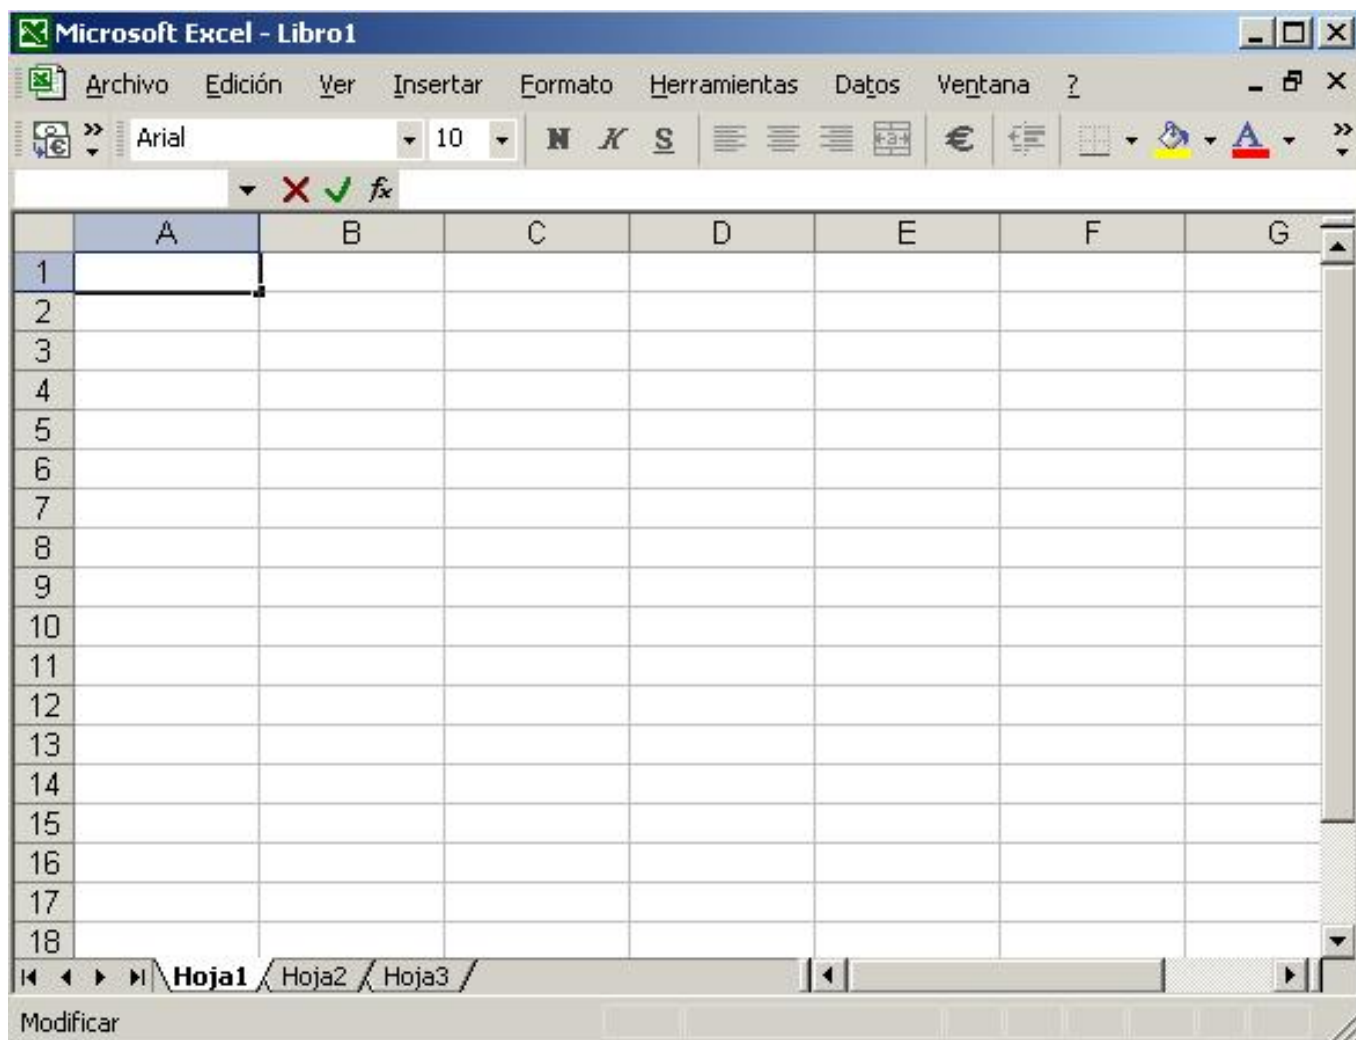 Microsoft Excel - Libro1
Archivo Edición Ver Insertar Formato Herramientas Datos Ventana ?
Arial 10 N K S € A
fx
A B C D E F G
1
2
3
4
5
6
7
8
9
10
11
12
13
14
15
16
17
18
Hoja1 Hoja2 Hoja3
Modificar